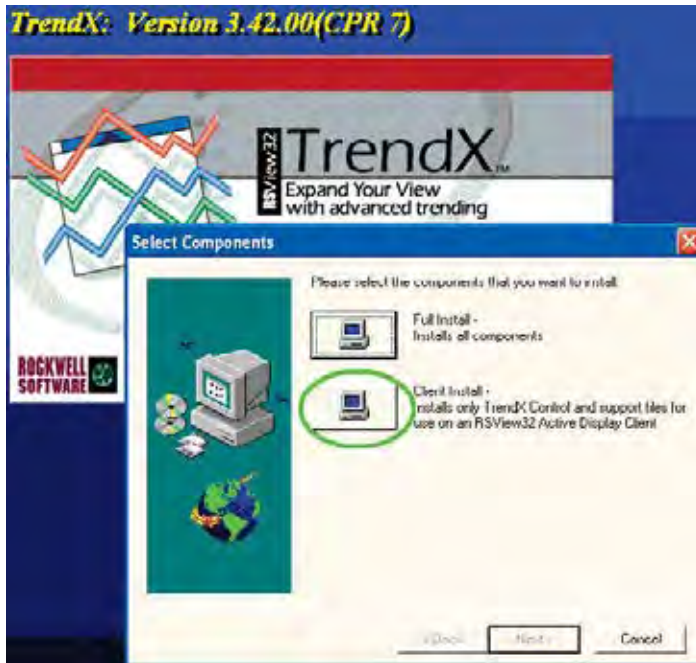 TrendX: Version 3.42.00(CPR 7)
RSView32
TrendX™
Expand Your View
with advanced trending
ROCKWELL
SOFTWARE
Select Components
Please select the components that you want to install.
Full Install -
Installs all components
Client Install -
Installs only TrendX Control and support files for
use on an RSView32 Active Display Client
< Back
Next >
Cancel